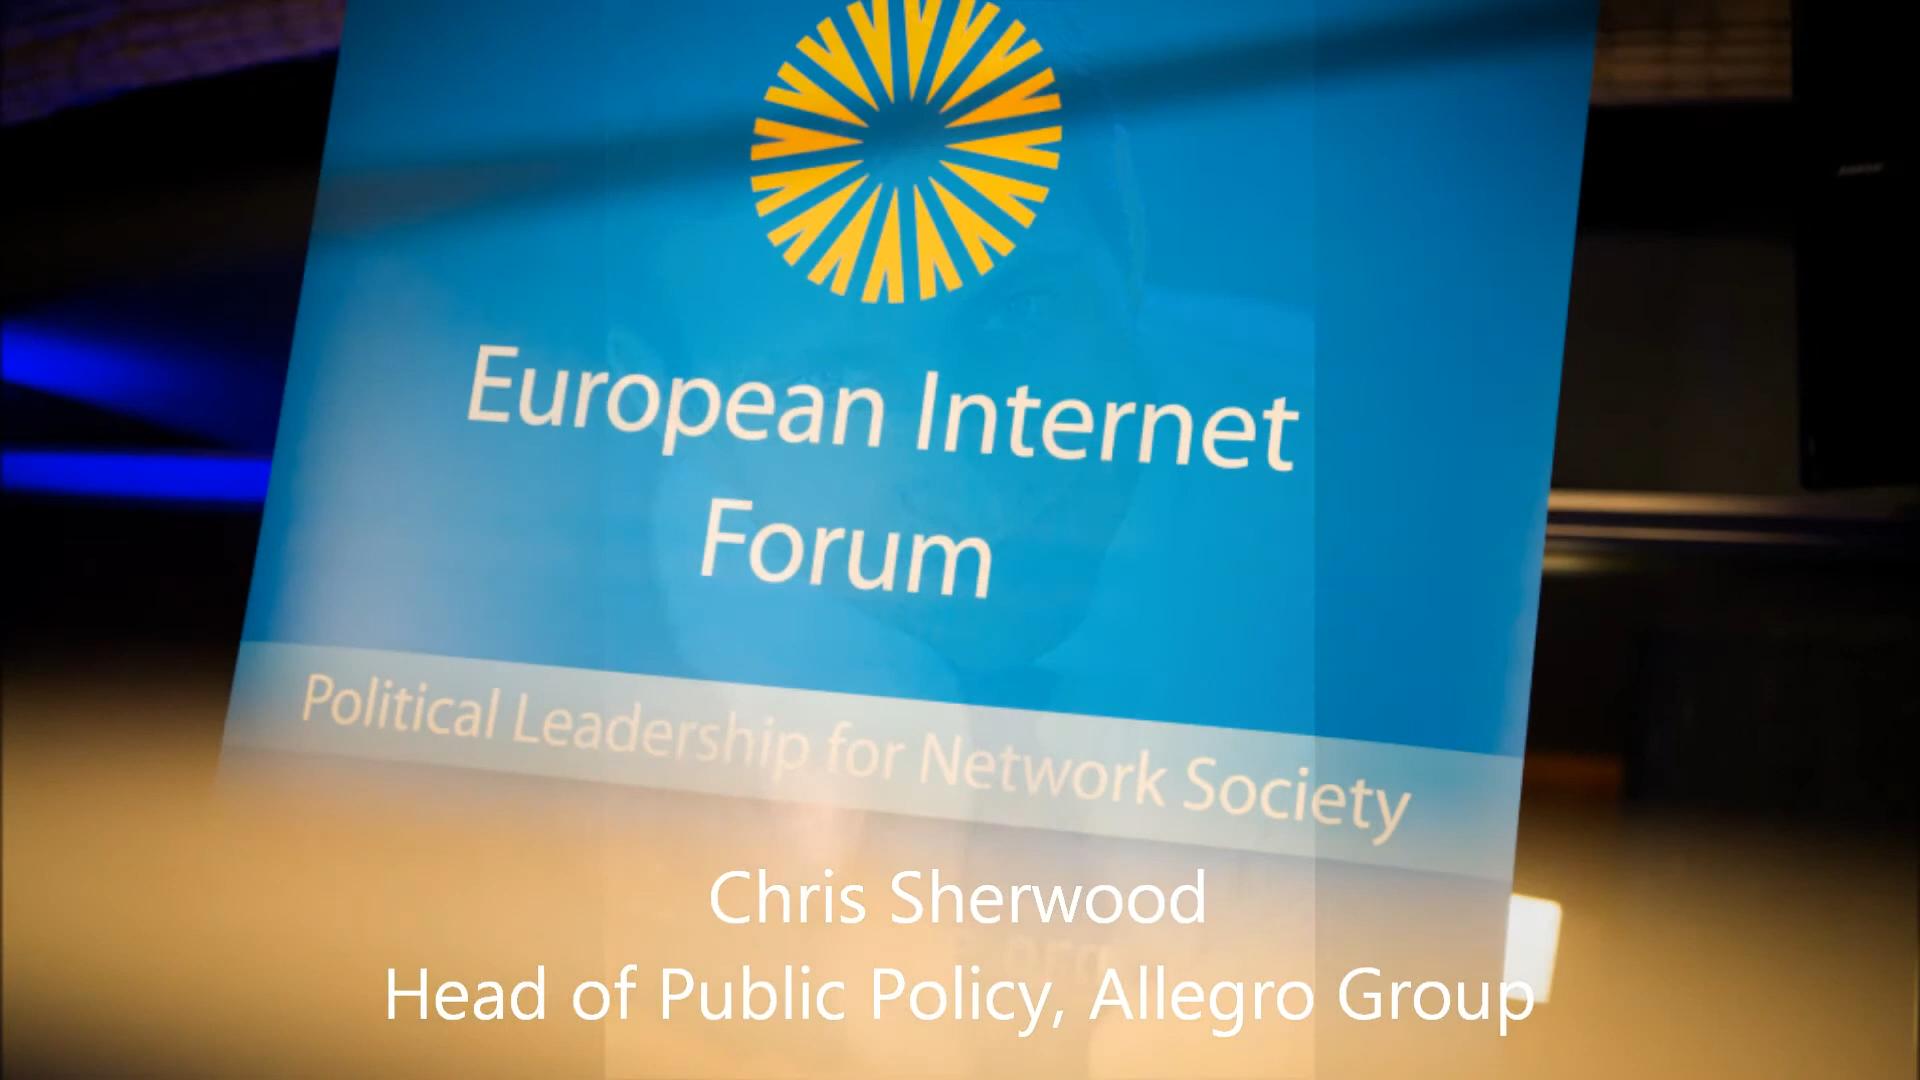 European Internet
Forum
Political Leadership for Network Society
Chris Sherwood
Head of Public Policy, Allegro Group